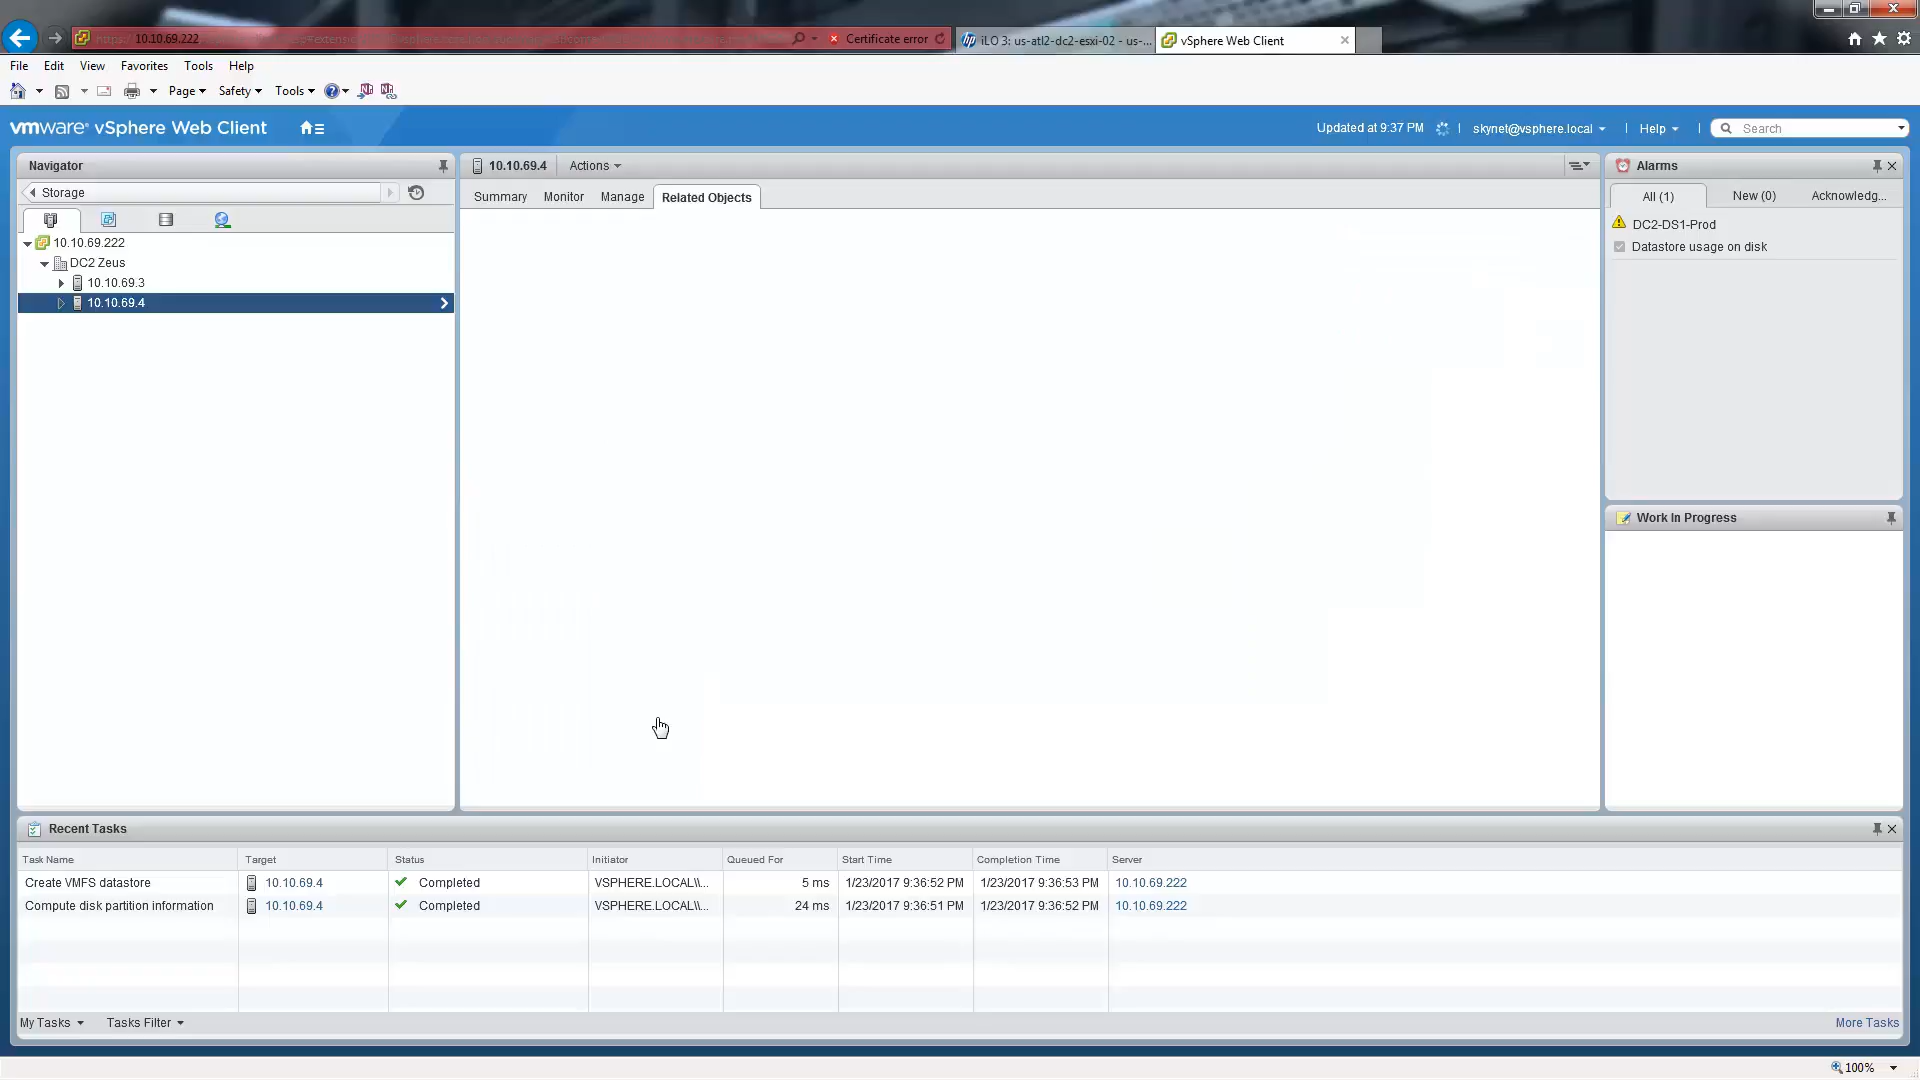 10.10.69.222
Certificate error
iLO 3: us-atl2-dc2-esxi-02 - us-...
vSphere Web Client
File Edit View Favorites Tools Help
Page Safety Tools
vmware® vSphere Web Client
Updated at 9:37 PM
skynet@vsphere.local
Help
Search
Navigator
Storage
10.10.69.222
DC2 Zeus
10.10.69.3
10.10.69.4
10.10.69.4 Actions
Summary Monitor Manage Related Objects
Alarms
All (1) New (0) Acknowledg...
DC2-DS1-Prod
Datastore usage on disk
Work In Progress
Recent Tasks
Task Name Target Status Initiator Queued For Start Time Completion Time Server
Create VMFS datastore 10.10.69.4 Completed VSPHERE.LOCAL\\... 5 ms 1/23/2017 9:36:52 PM 1/23/2017 9:36:53 PM 10.10.69.222
Compute disk partition information 10.10.69.4 Completed VSPHERE.LOCAL\\... 24 ms 1/23/2017 9:36:51 PM 1/23/2017 9:36:52 PM 10.10.69.222
My Tasks Tasks Filter
More Tasks
100%